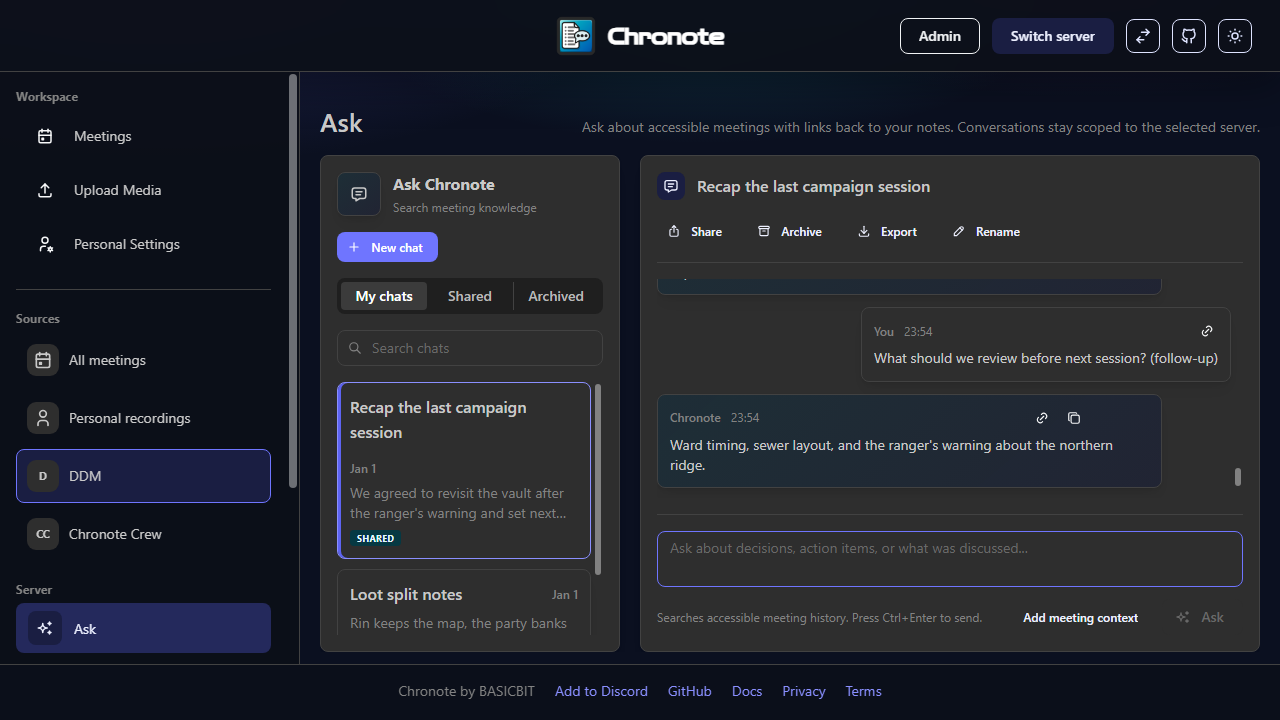 Chronote
Admin
Switch server
Workspace
Meetings
Upload Media
Personal Settings
Sources
All meetings
Personal recordings
D
DDM
CC
Chronote Crew
Server
Ask
Ask
Ask about accessible meetings with links back to your notes. Conversations stay scoped to the selected server.
Ask Chronote
Search meeting knowledge
New chat
My chats
Shared
Archived
Search chats
Recap the last campaign
session
Jan 1
We agreed to revisit the vault after
the ranger's warning and set next...
SHARED
Loot split notes
Jan 1
Rin keeps the map, the party banks
Recap the last campaign session
Share
Archive
Export
Rename
You 23:54
What should we review before next session? (follow-up)
Chronote 23:54
Ward timing, sewer layout, and the ranger's warning about the northern
ridge.
Ask about decisions, action items, or what was discussed...
Searches accessible meeting history. Press Ctrl+Enter to send.
Add meeting context
Ask
Chronote by BASICBIT
Add to Discord
GitHub
Docs
Privacy
Terms